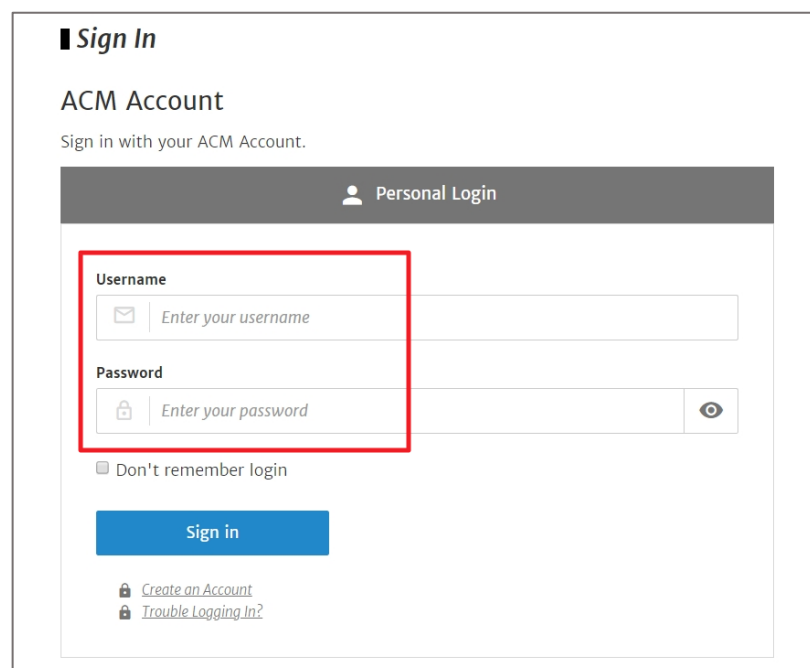 Sign In
ACM Account
Sign in with your ACM Account.
Personal Login
Username
Enter your username
Password
Enter your password
Don't remember login
Sign in
Create an Account
Trouble Logging In?